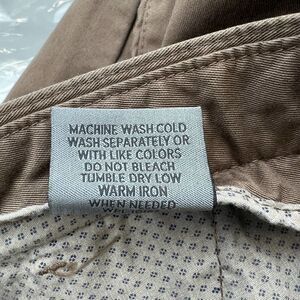 MACHINE WASH COLD
WASH SEPARATELY OR
WITH LIKE COLORS
DO NOT BLEACH
TUMBLE DRY LOW
WARM IRON
WHEN NEEDED